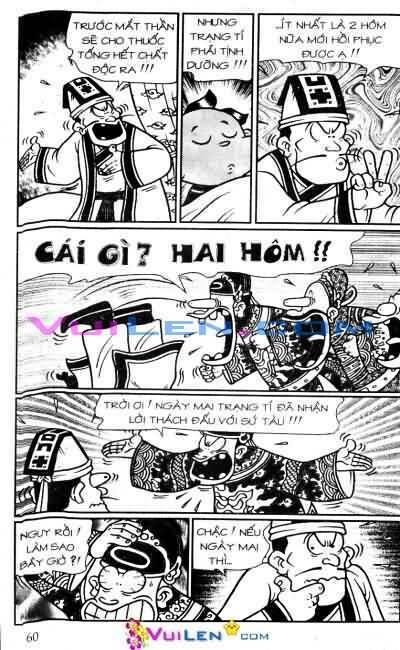 TRƯỚC MẮT THẦN
SẼ CHO THUỐC
TỐNG HẾT CHẤT
ĐỘC RA !!!
NHƯNG
TRẠNG TÍ
PHẢI TỊNH
DƯỠNG !!!
...ÍT NHẤT LÀ 2 HÔM
NỮA MỚI HỒI PHỤC
ĐƯỢC Ạ !!
CÁI GÌ? HAI HÔM!!
VUILEN.COM
TRỜI ƠI ! NGÀY MAI TRẠNG TÍ ĐÃ NHẬN
LỜI THÁCH ĐẤU VỚI SỨ TÀU !!!
NGUY RỒI !
LÀM SAO
BÂY GIỜ ?!
CHẬC ! NẾU
NGÀY MAI
THÌ...
60
VUILEN.COM